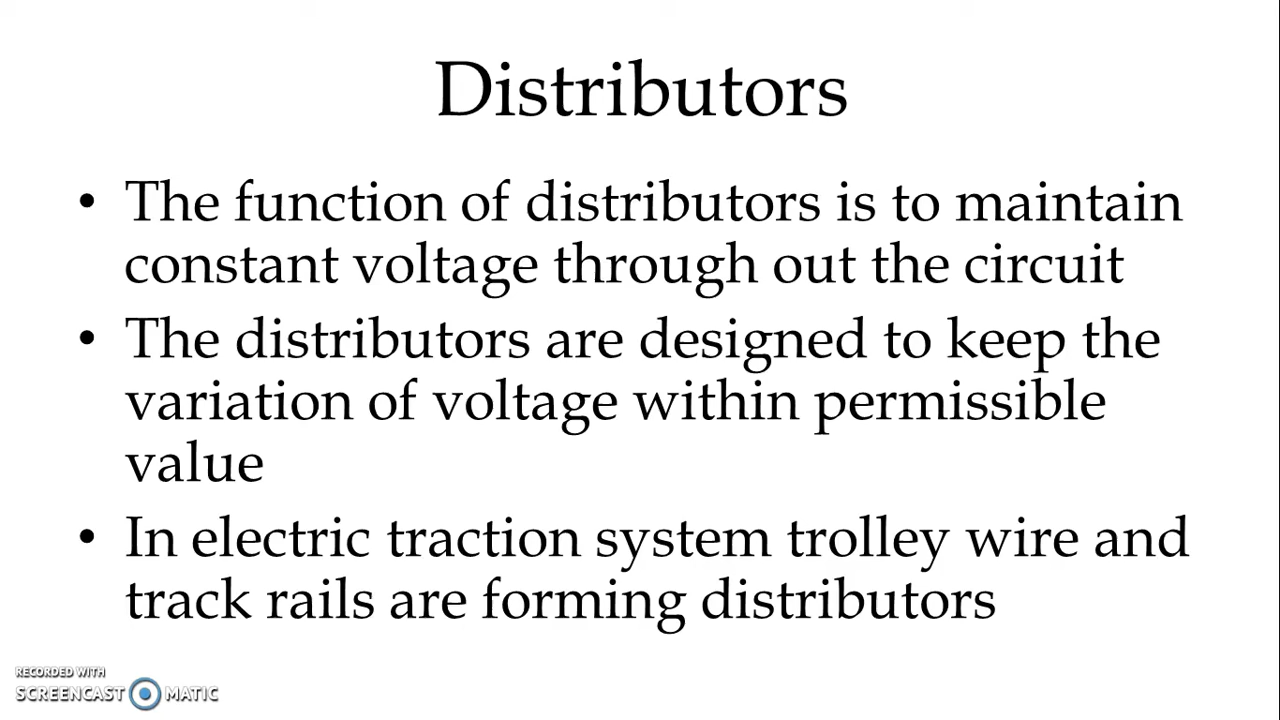 Distributors
• The function of distributors is to maintain
constant voltage through out the circuit
• The distributors are designed to keep the
variation of voltage within permissible
value
• In electric traction system trolley wire and
track rails are forming distributors
RECORDED WITH
SCREENCAST MATIC